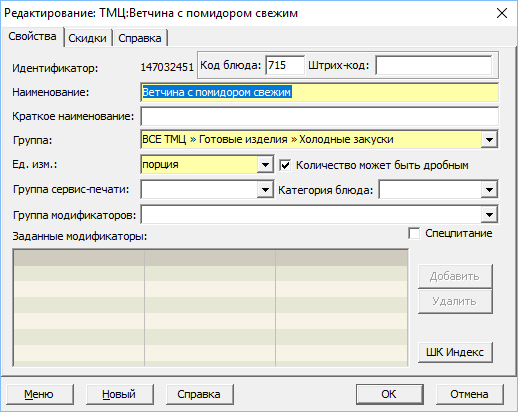 Редактирование: ТМЦ:Ветчина с помидором свежим
Свойства Скидки Справка
Идентификатор: 147032451 Код блюда: 715 Штрих-код:
Наименование: Ветчина с помидором свежим
Краткое наименование:
Группа: ВСЕ ТМЦ » Готовые изделия » Холодные закуски
Ед. изм.: порция Количество может быть дробным
Группа сервис-печати: Категория блюда:
Группа модификаторов:
Заданные модификаторы: Спецпитание
Добавить
Удалить
ШК Индекс
Меню Новый Справка ОК Отмена